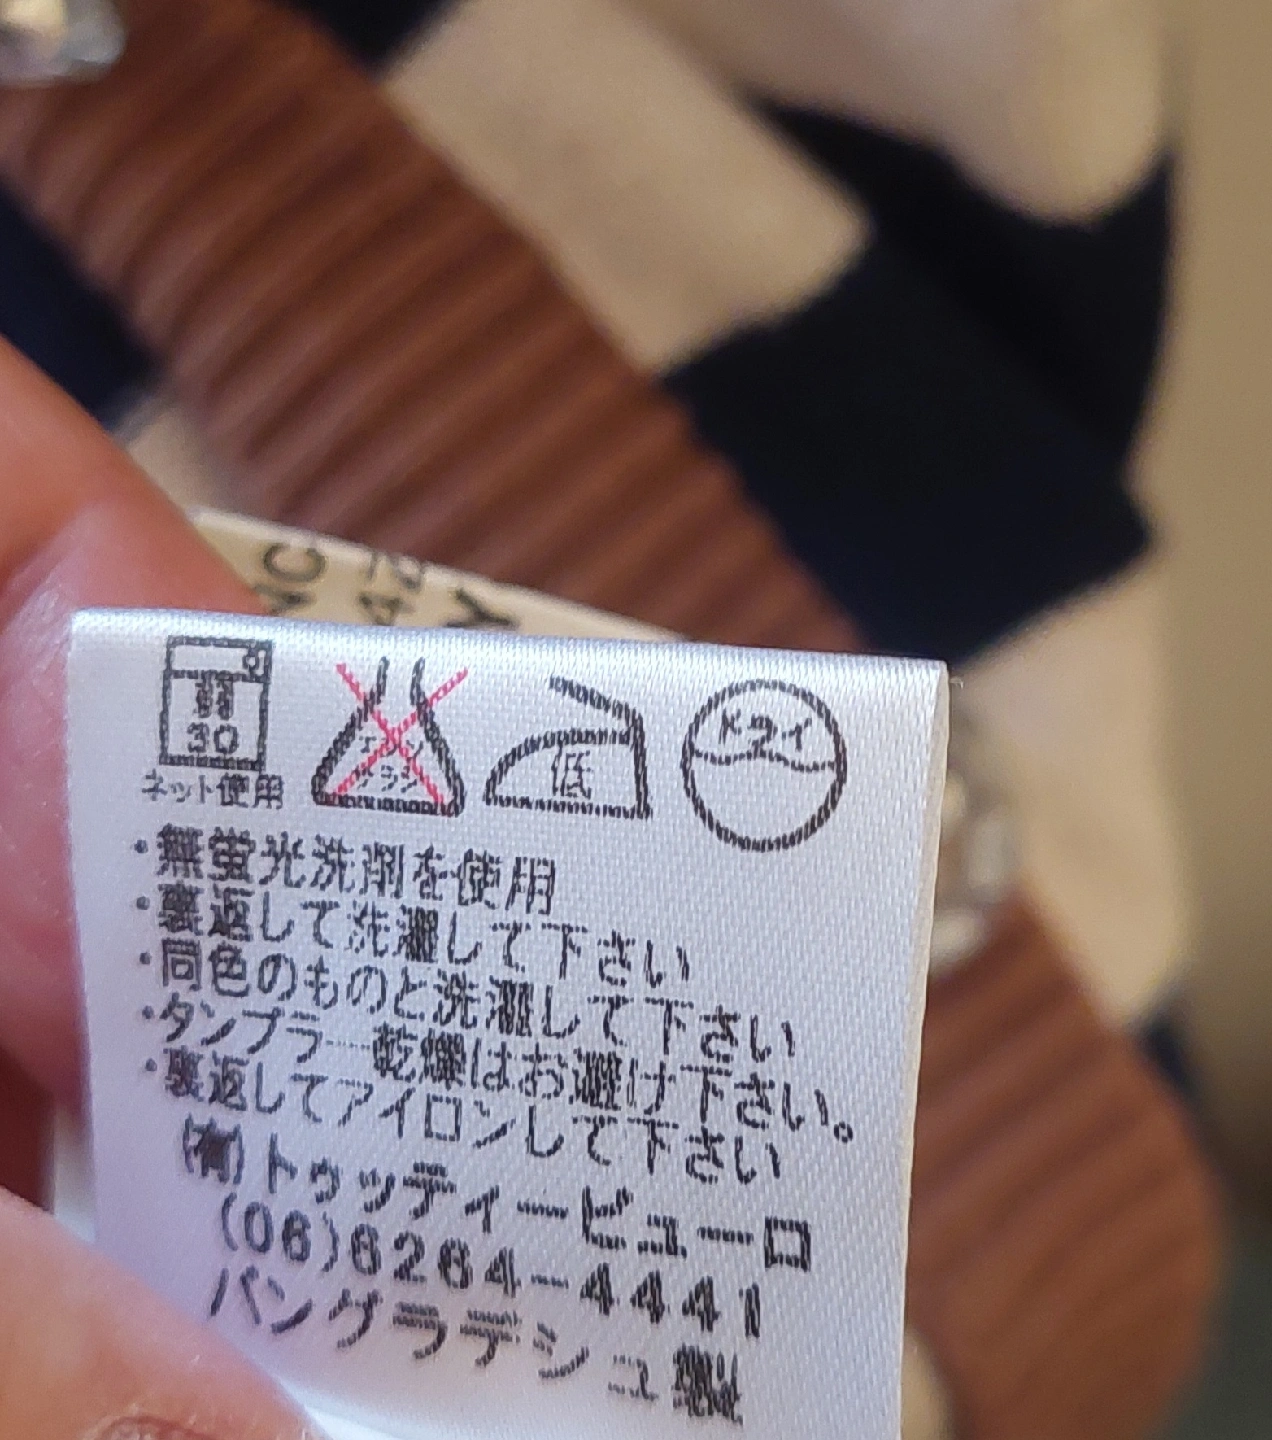 NC
42
Y
弱
30
ネット使用
エンソ
サラシ
低
ドライ
・無蛍光洗剤を使用
・裏返して洗濯して下さい
・同色のものと洗濯して下さい
・タンブラー乾燥はお避け下さい。
・裏返してアイロンして下さい
(有)トゥッティービューロ
(06)6264-4441
バングラデシュ製